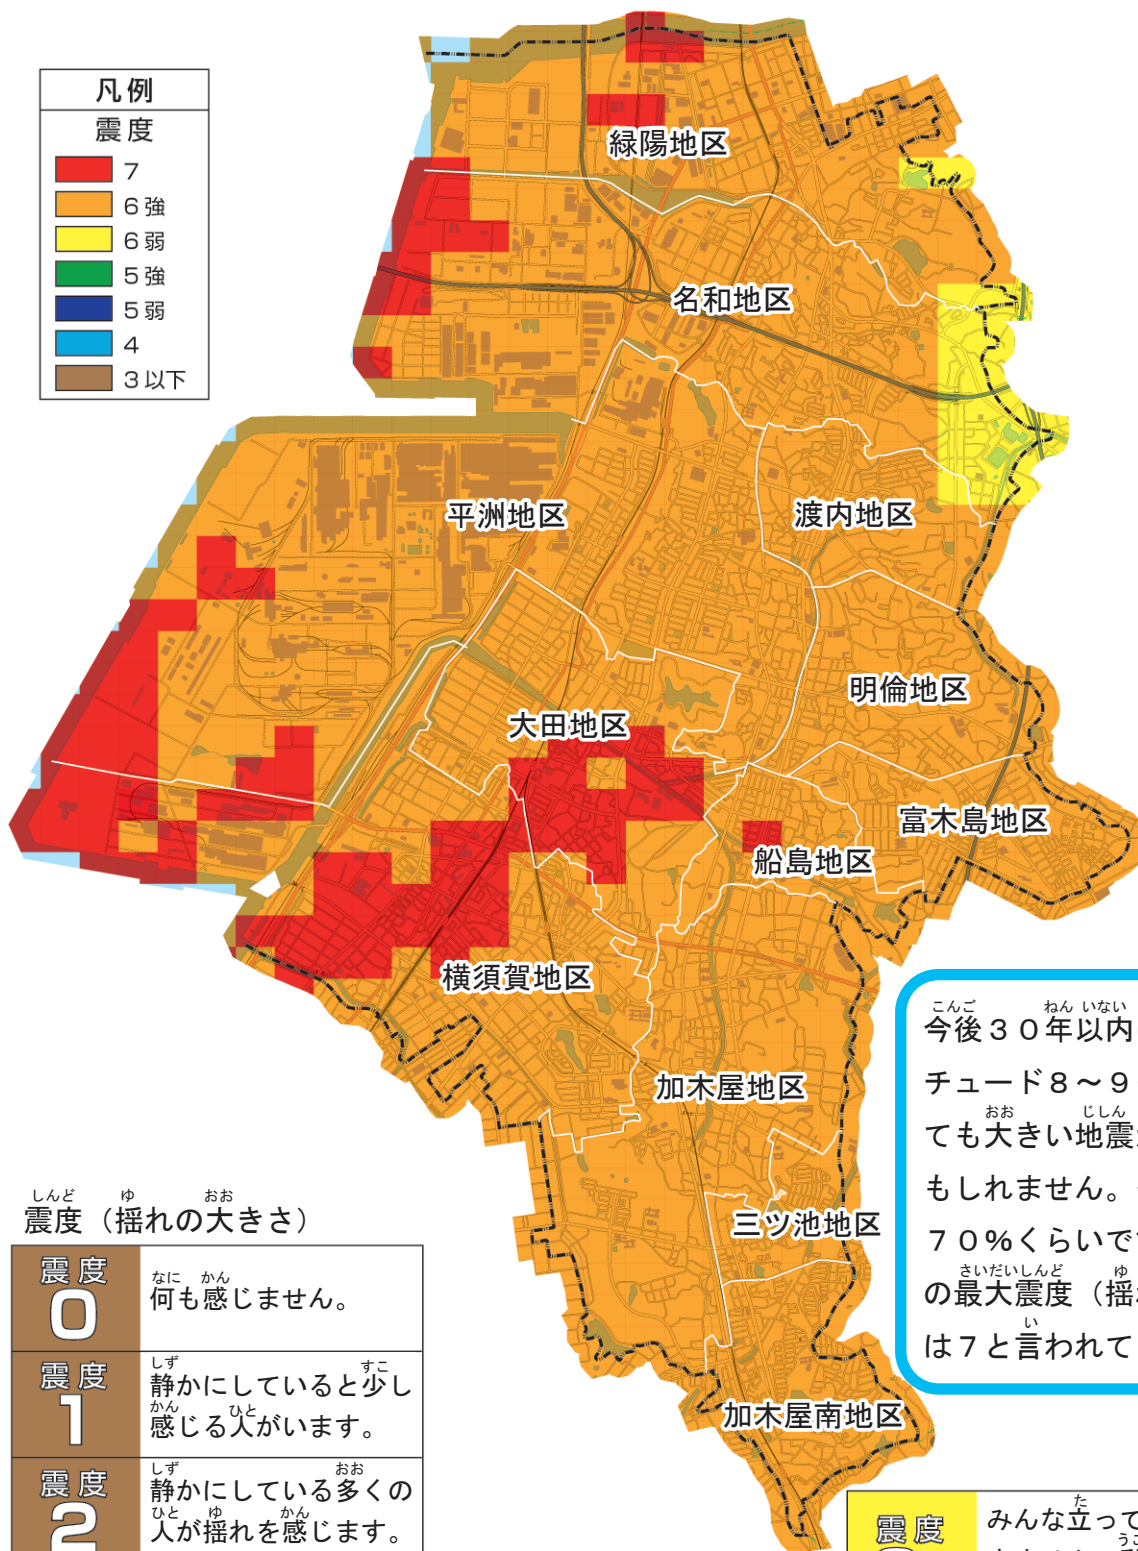 凡例
震度
7
6強
6弱
5強
5弱
4
3以下
緑陽地区
名和地区
平洲地区
渡内地区
明倫地区
大田地区
富木島地区
船島地区
横須賀地区
加木屋地区
三ツ池地区
加木屋南地区
こんご ねん いない
今後30年以内
チュード8～9
おお じしん
ても大きい地震
もしれません。
70%くらいで
さいだいしんど ゆ
の最大震度（揺
い
は7と言われて
しんど ゆ おお
震度（揺れの大きさ）
震度
0
なに かん
何も感じません。
震度
1
しず すこ
静かにしていると少し
かん ひと
感じる人がいます。
震度
2
しず おお
静かにしている多くの
ひと ゆ かん
人が揺れを感じます。
震度
た
みんな立って